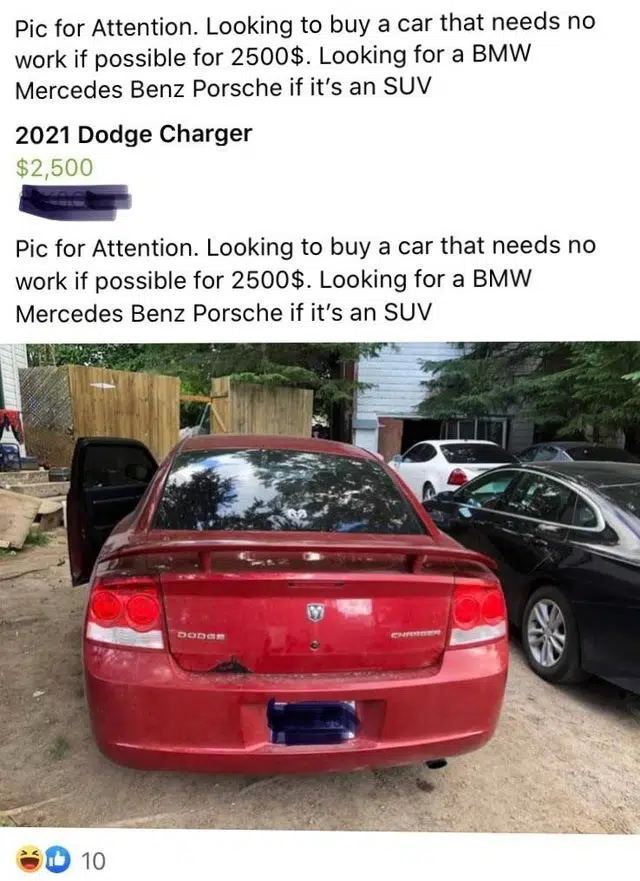 Pic for Attention. Looking to buy a car that needs no
work if possible for 2500$. Looking for a BMW
Mercedes Benz Porsche if it's an SUV
2021 Dodge Charger
$2,500
Pic for Attention. Looking to buy a car that needs no
work if possible for 2500$. Looking for a BMW
Mercedes Benz Porsche if it's an SUV
DODGE
CHARGER
10